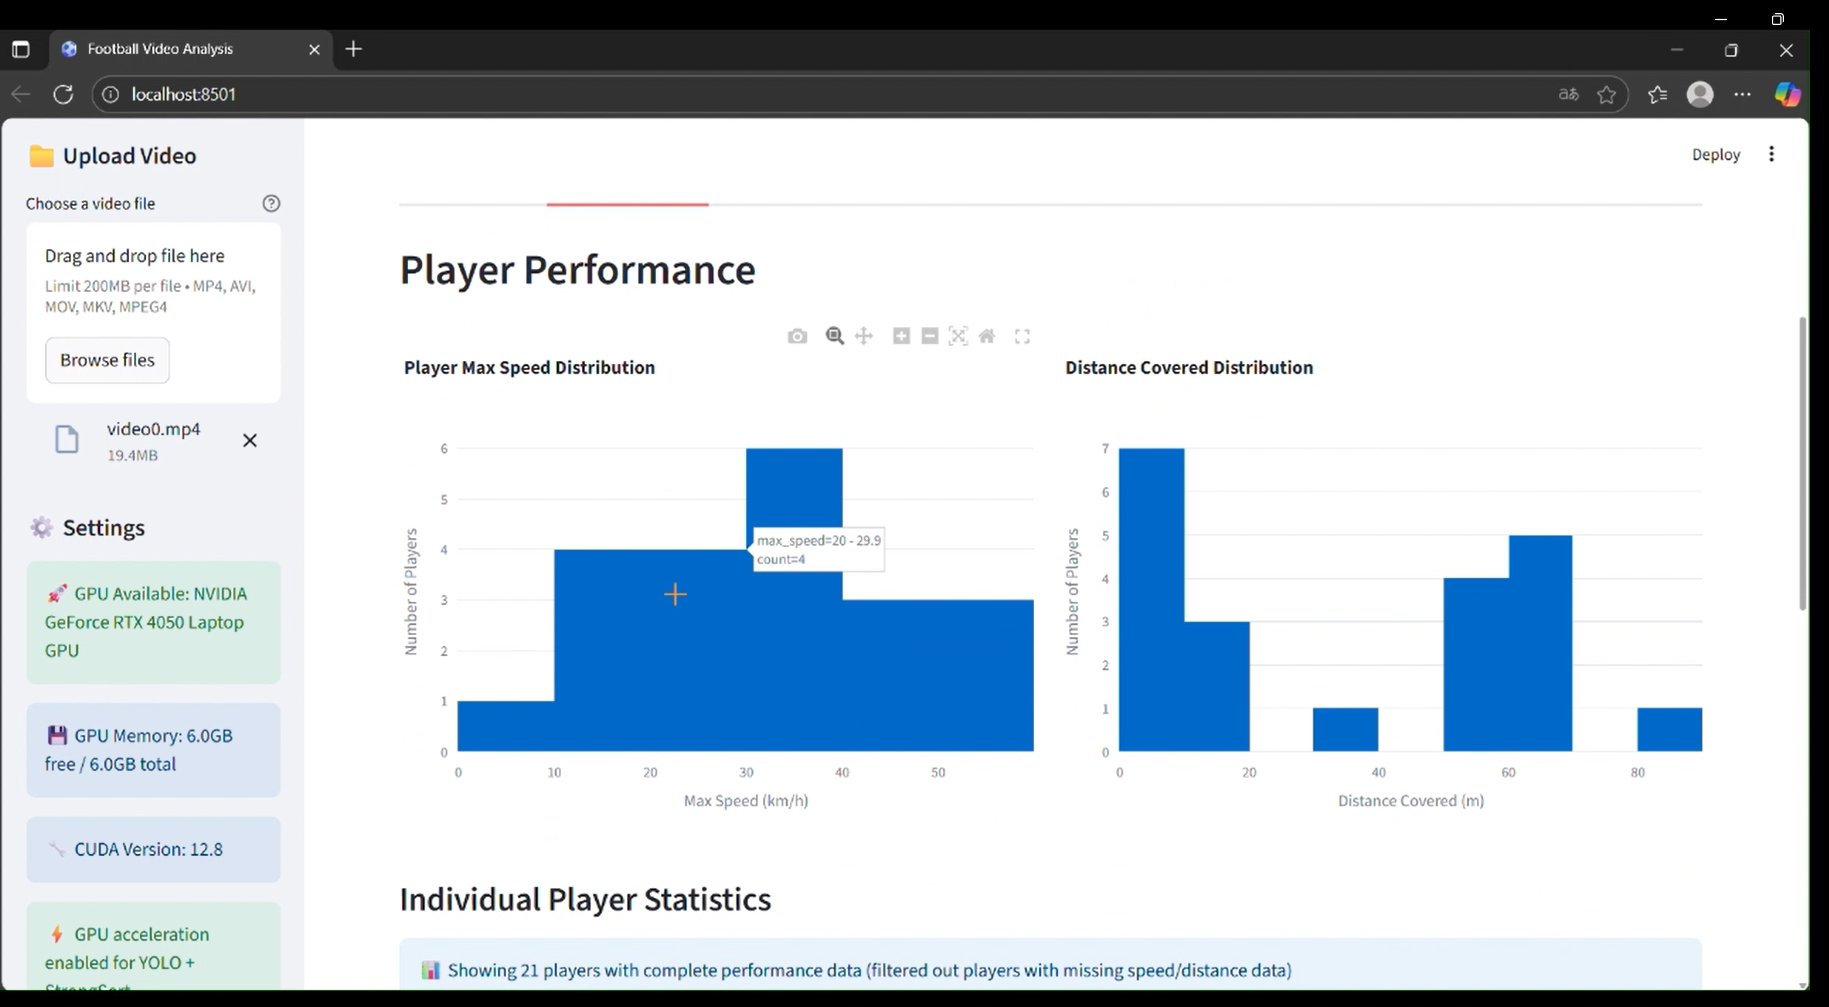 Football Video Analysis
localhost:8501
Upload Video
Choose a video file
Drag and drop file here
Limit 200MB per file • MP4, AVI,
MOV, MKV, MPEG4
Browse files
video0.mp4
19.4MB
Settings
GPU Available: NVIDIA
GeForce RTX 4050 Laptop
GPU
GPU Memory: 6.0GB
free / 6.0GB total
CUDA Version: 12.8
GPU acceleration
enabled for YOLO +
Deploy
Player Performance
Player Max Speed Distribution
6
5
4
3
2
1
0
Number of Players
max_speed=20 - 29.9
count=4
0 10 20 30 40 50
Max Speed (km/h)
Distance Covered Distribution
7
6
5
4
3
2
1
0
Number of Players
0 20 40 60 80
Distance Covered (m)
Individual Player Statistics
Showing 21 players with complete performance data (filtered out players with missing speed/distance data)